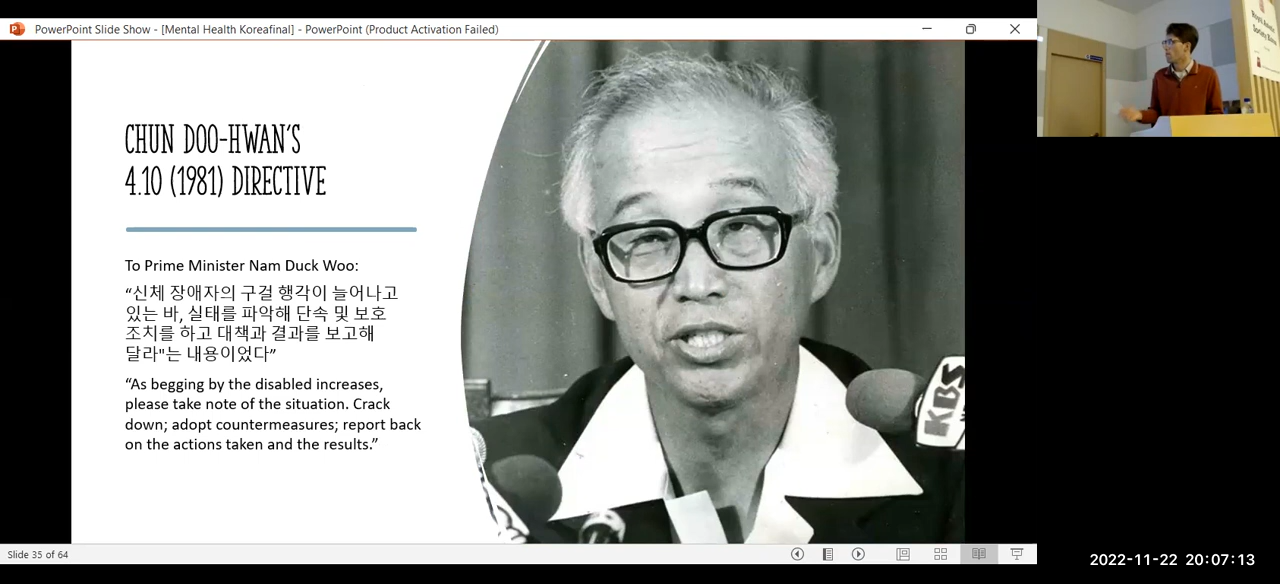 PowerPoint Slide Show - [Mental Health Koreafinal] - PowerPoint (Product Activation Failed)
CHUN DOO-HWAN'S
4.10 (1981) DIRECTIVE
To Prime Minister Nam Duck Woo:
“신체 장애자의 구걸 행각이 늘어나고
있는 바, 실태를 파악해 단속 및 보호
조치를 하고 대책과 결과를 보고해
달라"는 내용이었다”
“As begging by the disabled increases,
please take note of the situation. Crack
down; adopt countermeasures; report back
on the actions taken and the results.”
KBS
Slide 35 of 64
Royal Asiatic
2022-11-22 20:07:13